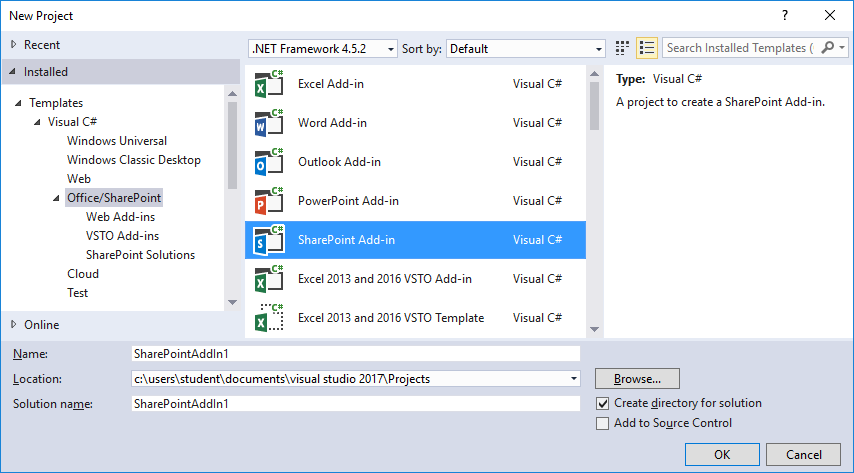 New Project
?
Recent
.NET Framework 4.5.2 Sort by: Default Search Installed Templates (
Installed
Templates
Visual C#
Windows Universal
Windows Classic Desktop
Web
Office/SharePoint
Web Add-ins
VSTO Add-ins
SharePoint Solutions
Cloud
Test
Online
C# Excel Add-in Visual C#
C# Word Add-in Visual C#
C# Outlook Add-in Visual C#
C# PowerPoint Add-in Visual C#
C# SharePoint Add-in Visual C#
C# Excel 2013 and 2016 VSTO Add-in Visual C#
C# Excel 2013 and 2016 VSTO Template Visual C#
Type: Visual C#
A project to create a SharePoint Add-in.
Name: SharePointAddIn1
Location: c:\users\student\documents\visual studio 2017\Projects Browse...
Solution name: SharePointAddIn1
Create directory for solution
Add to Source Control
OK Cancel